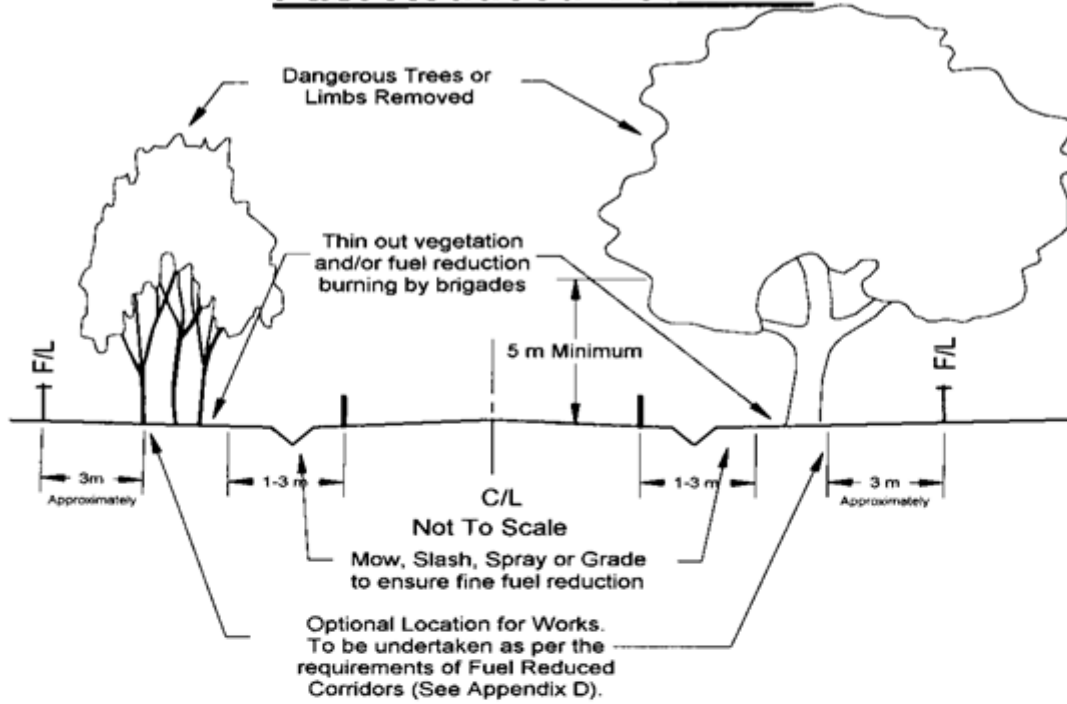 Dangerous Trees or
Limbs Removed
Thin out vegetation
and/or fuel reduction
burning by brigades
5 m Minimum
F/L
F/L
3m
Approximately
1-3 m
1-3 m
3 m
Approximately
C/L
Not To Scale
Mow, Slash, Spray or Grade
to ensure fine fuel reduction
Optional Location for Works.
To be undertaken as per the
requirements of Fuel Reduced
Corridors (See Appendix D).